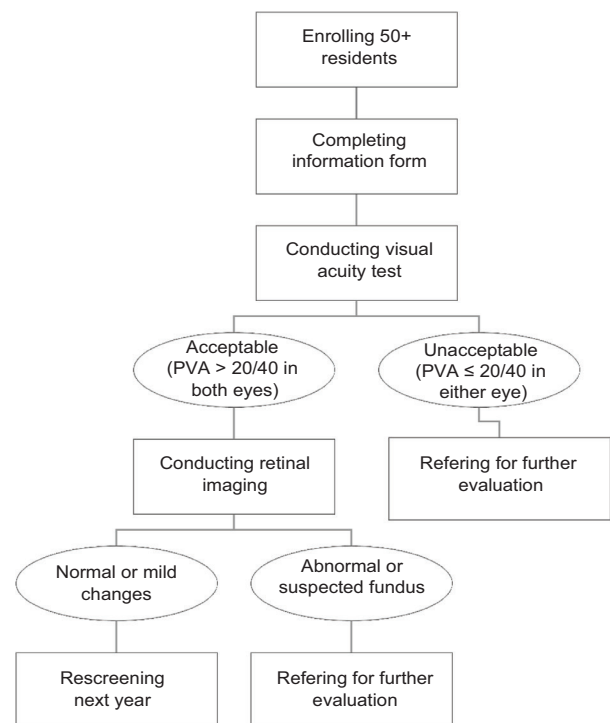 Enrolling 50+
residents
Completing
information form
Conducting visual
acuity test
Acceptable
(PVA > 20/40 in
both eyes)
Unacceptable
(PVA ≤ 20/40 in
either eye)
Conducting retinal
imaging
Refering for further
evaluation
Normal or mild
changes
Abnormal or
suspected fundus
Rescreening
next year
Refering for further
evaluation